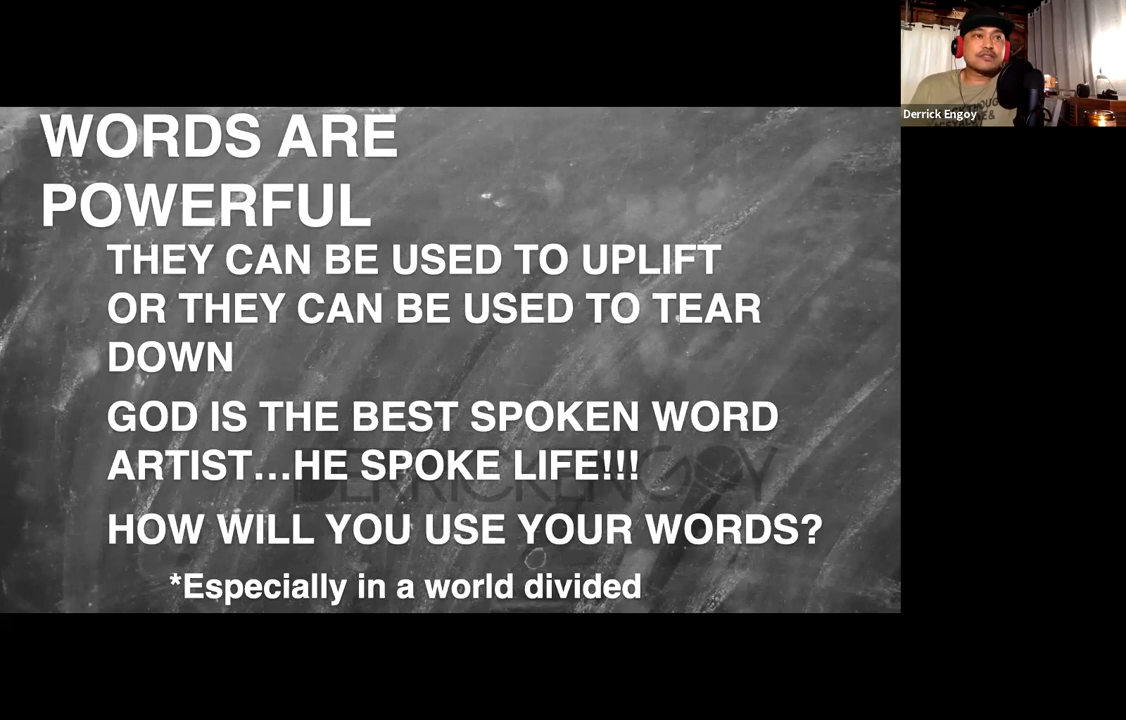 WORDS ARE
POWERFUL
THEY CAN BE USED TO UPLIFT
OR THEY CAN BE USED TO TEAR
DOWN
GOD IS THE BEST SPOKEN WORD
ARTIST...HE SPOKE LIFE!!!
HOW WILL YOU USE YOUR WORDS?
*Especially in a world divided
DERRICKENGOY
Derrick Engoy